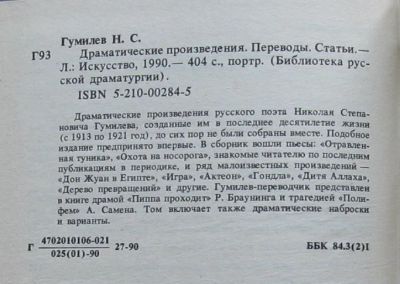 Гумилев Н. С.
Г93 Драматические произведения. Переводы. Статьи.—
Л.: Искусство, 1990.— 404 с., портр. (Библиотека рус-
ской драматургии).
ISBN 5-210-00284-5
Драматические произведения русского поэта Николая Степа-
новича Гумилева, созданные им в последнее десятилетие жизни
(с 1913 по 1921 год), до сих пор не были собраны вместе. Подобное
издание предпринято впервые. В сборник вошли пьесы: «Отравлен-
ная туника», «Охота на носорога», знакомые читателю по последним
публикациям в периодике, и ряд малоизвестных произведений —
«Дон Жуан в Египте», «Игра», «Актеон», «Гондла», «Дитя Аллаха»,
«Дерево превращений» и другие. Гумилев-переводчик представлен
в книге драмой «Пиппа проходит» Р. Браунинга и трагедией «Поли-
фем» А. Самена. Том включает также драматические наброски
и варианты.
Г 4702010106-021
025(01)-90 27-90 ББК 84.3(2)1